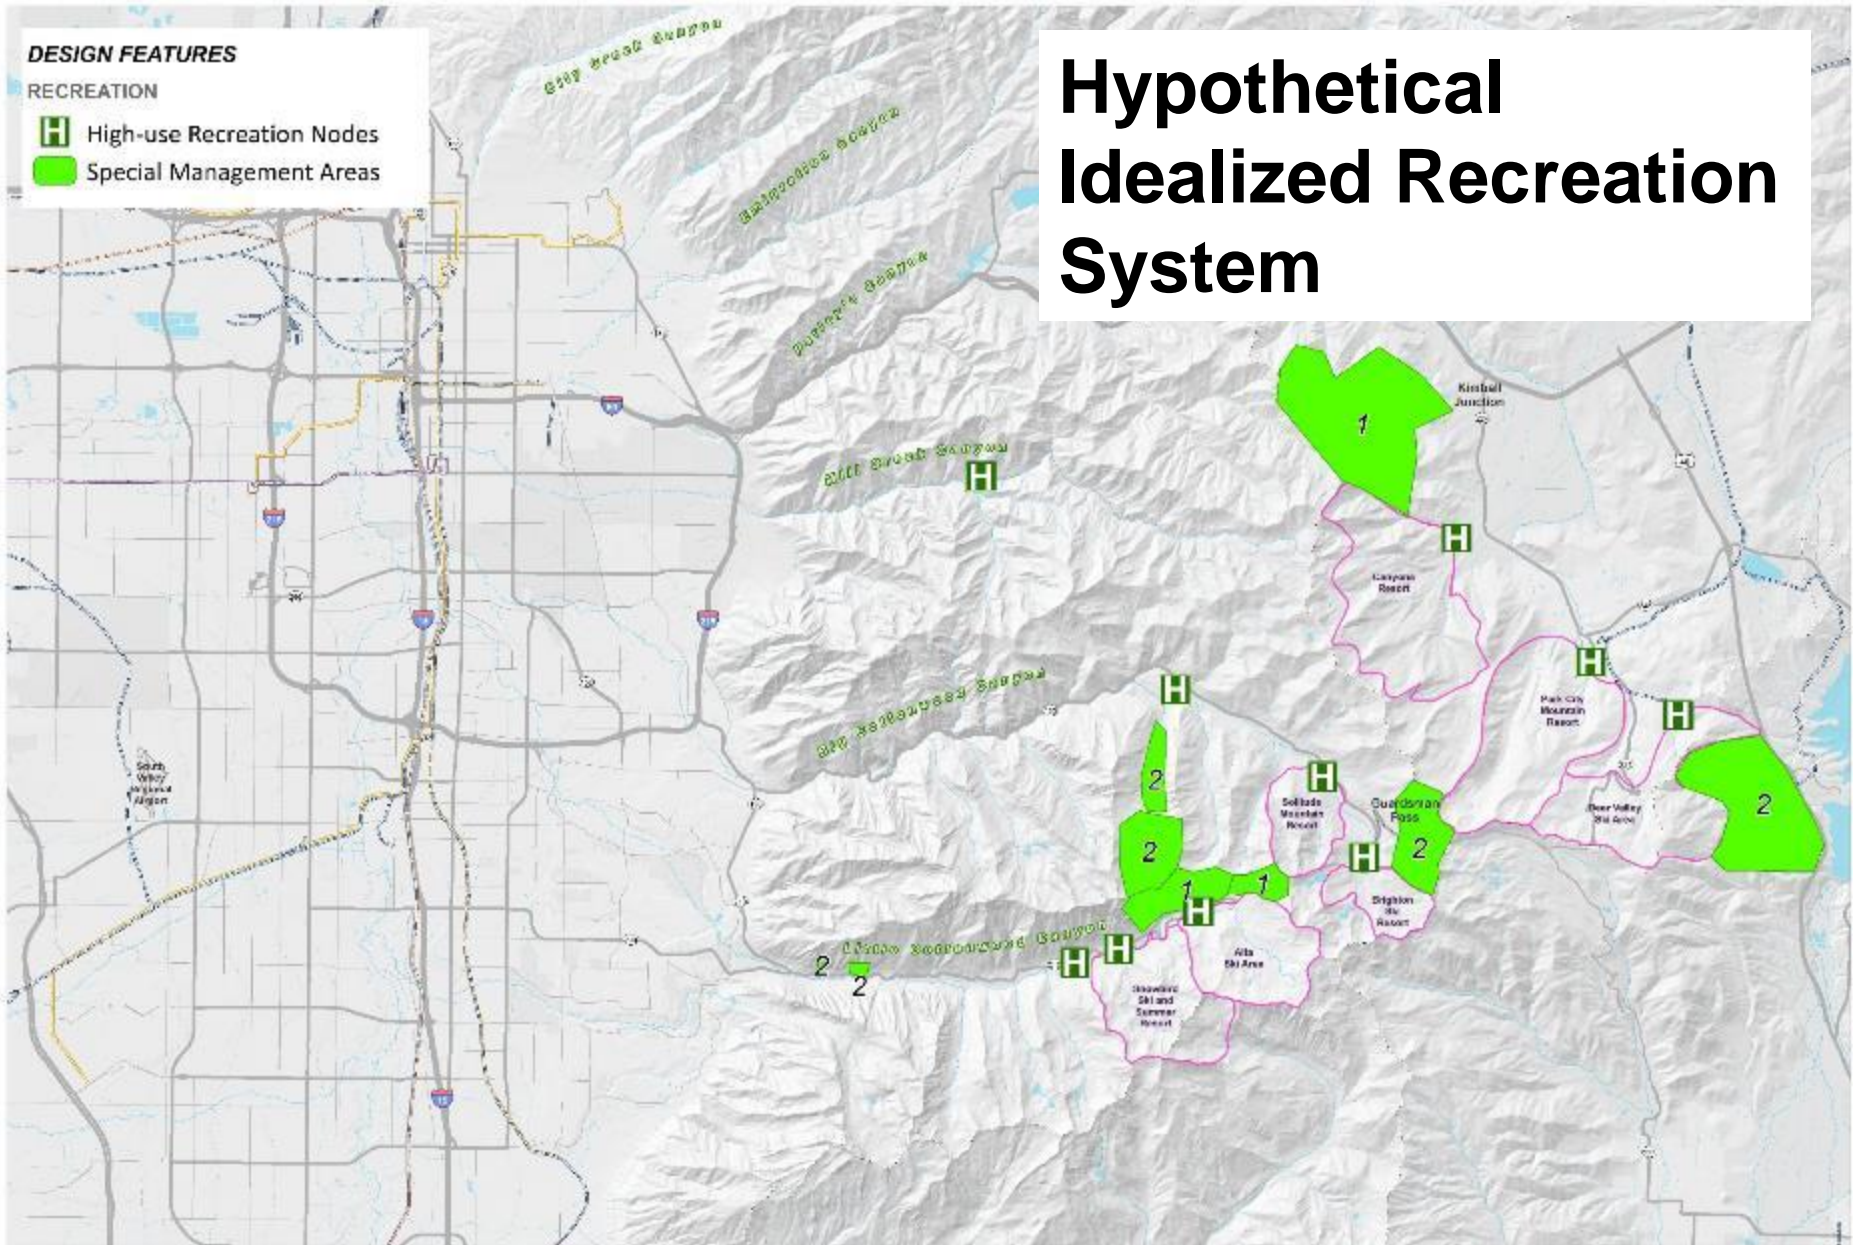 DESIGN FEATURES
RECREATION
H High-use Recreation Nodes
Special Management Areas
Hypothetical
Idealized Recreation
System
City Creek Canyon
Emigration Canyon
Parley's Canyon
Mill Creek Canyon
H
Kimball
Junction
1
H
Canyons
Resort
Big Cottonwood Canyon
H
H
Park City
Mountain
Resort
H
South
Valley
Regional
Airport
2
H
Solitude
Mountain
Resort
Guardsman
Pass
Deer Valley
Ski Area
2
2
2
H
1
1
H
Brighton
Ski
Resort
Little Cottonwood Canyon
H
H
Alta
Ski Area
2
2
Snowbird
Ski and
Summer
Resort
15